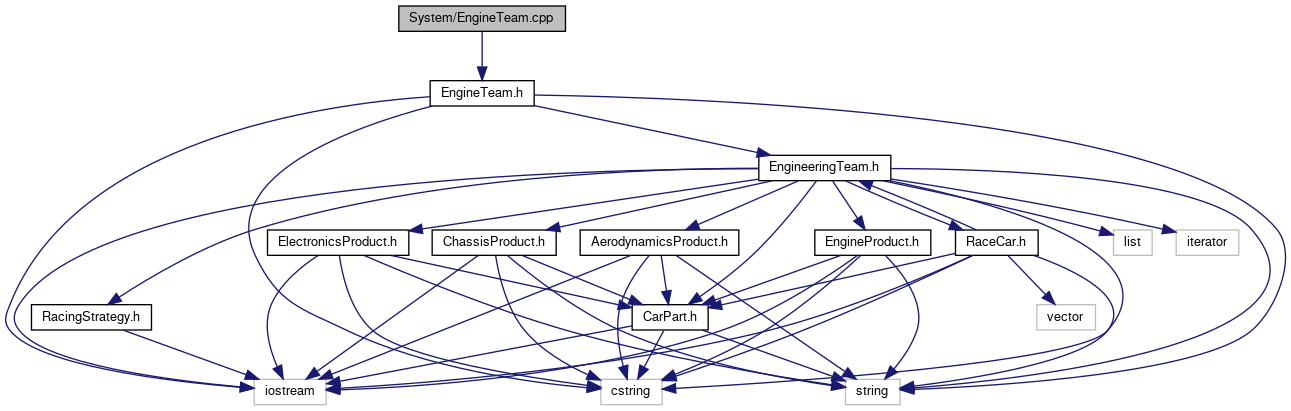 System/EngineTeam.cpp
EngineTeam.h
EngineeringTeam.h
ElectronicsProduct.h
ChassisProduct.h
AerodynamicsProduct.h
EngineProduct.h
RaceCar.h
list
iterator
RacingStrategy.h
CarPart.h
vector
iostream
cstring
string